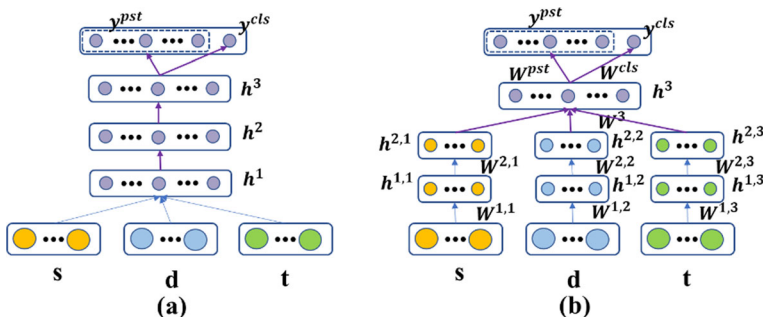 y^pst y^cls
h^3
h^2
h^1
s d t
(a)
y^pst y^cls
W^pst W^cls
h^3
W^3
h^2,1 h^2,2 h^2,3
W^2,1 W^2,2 W^2,3
h^1,1 h^1,2 h^1,3
W^1,1 W^1,2 W^1,3
s d t
(b)